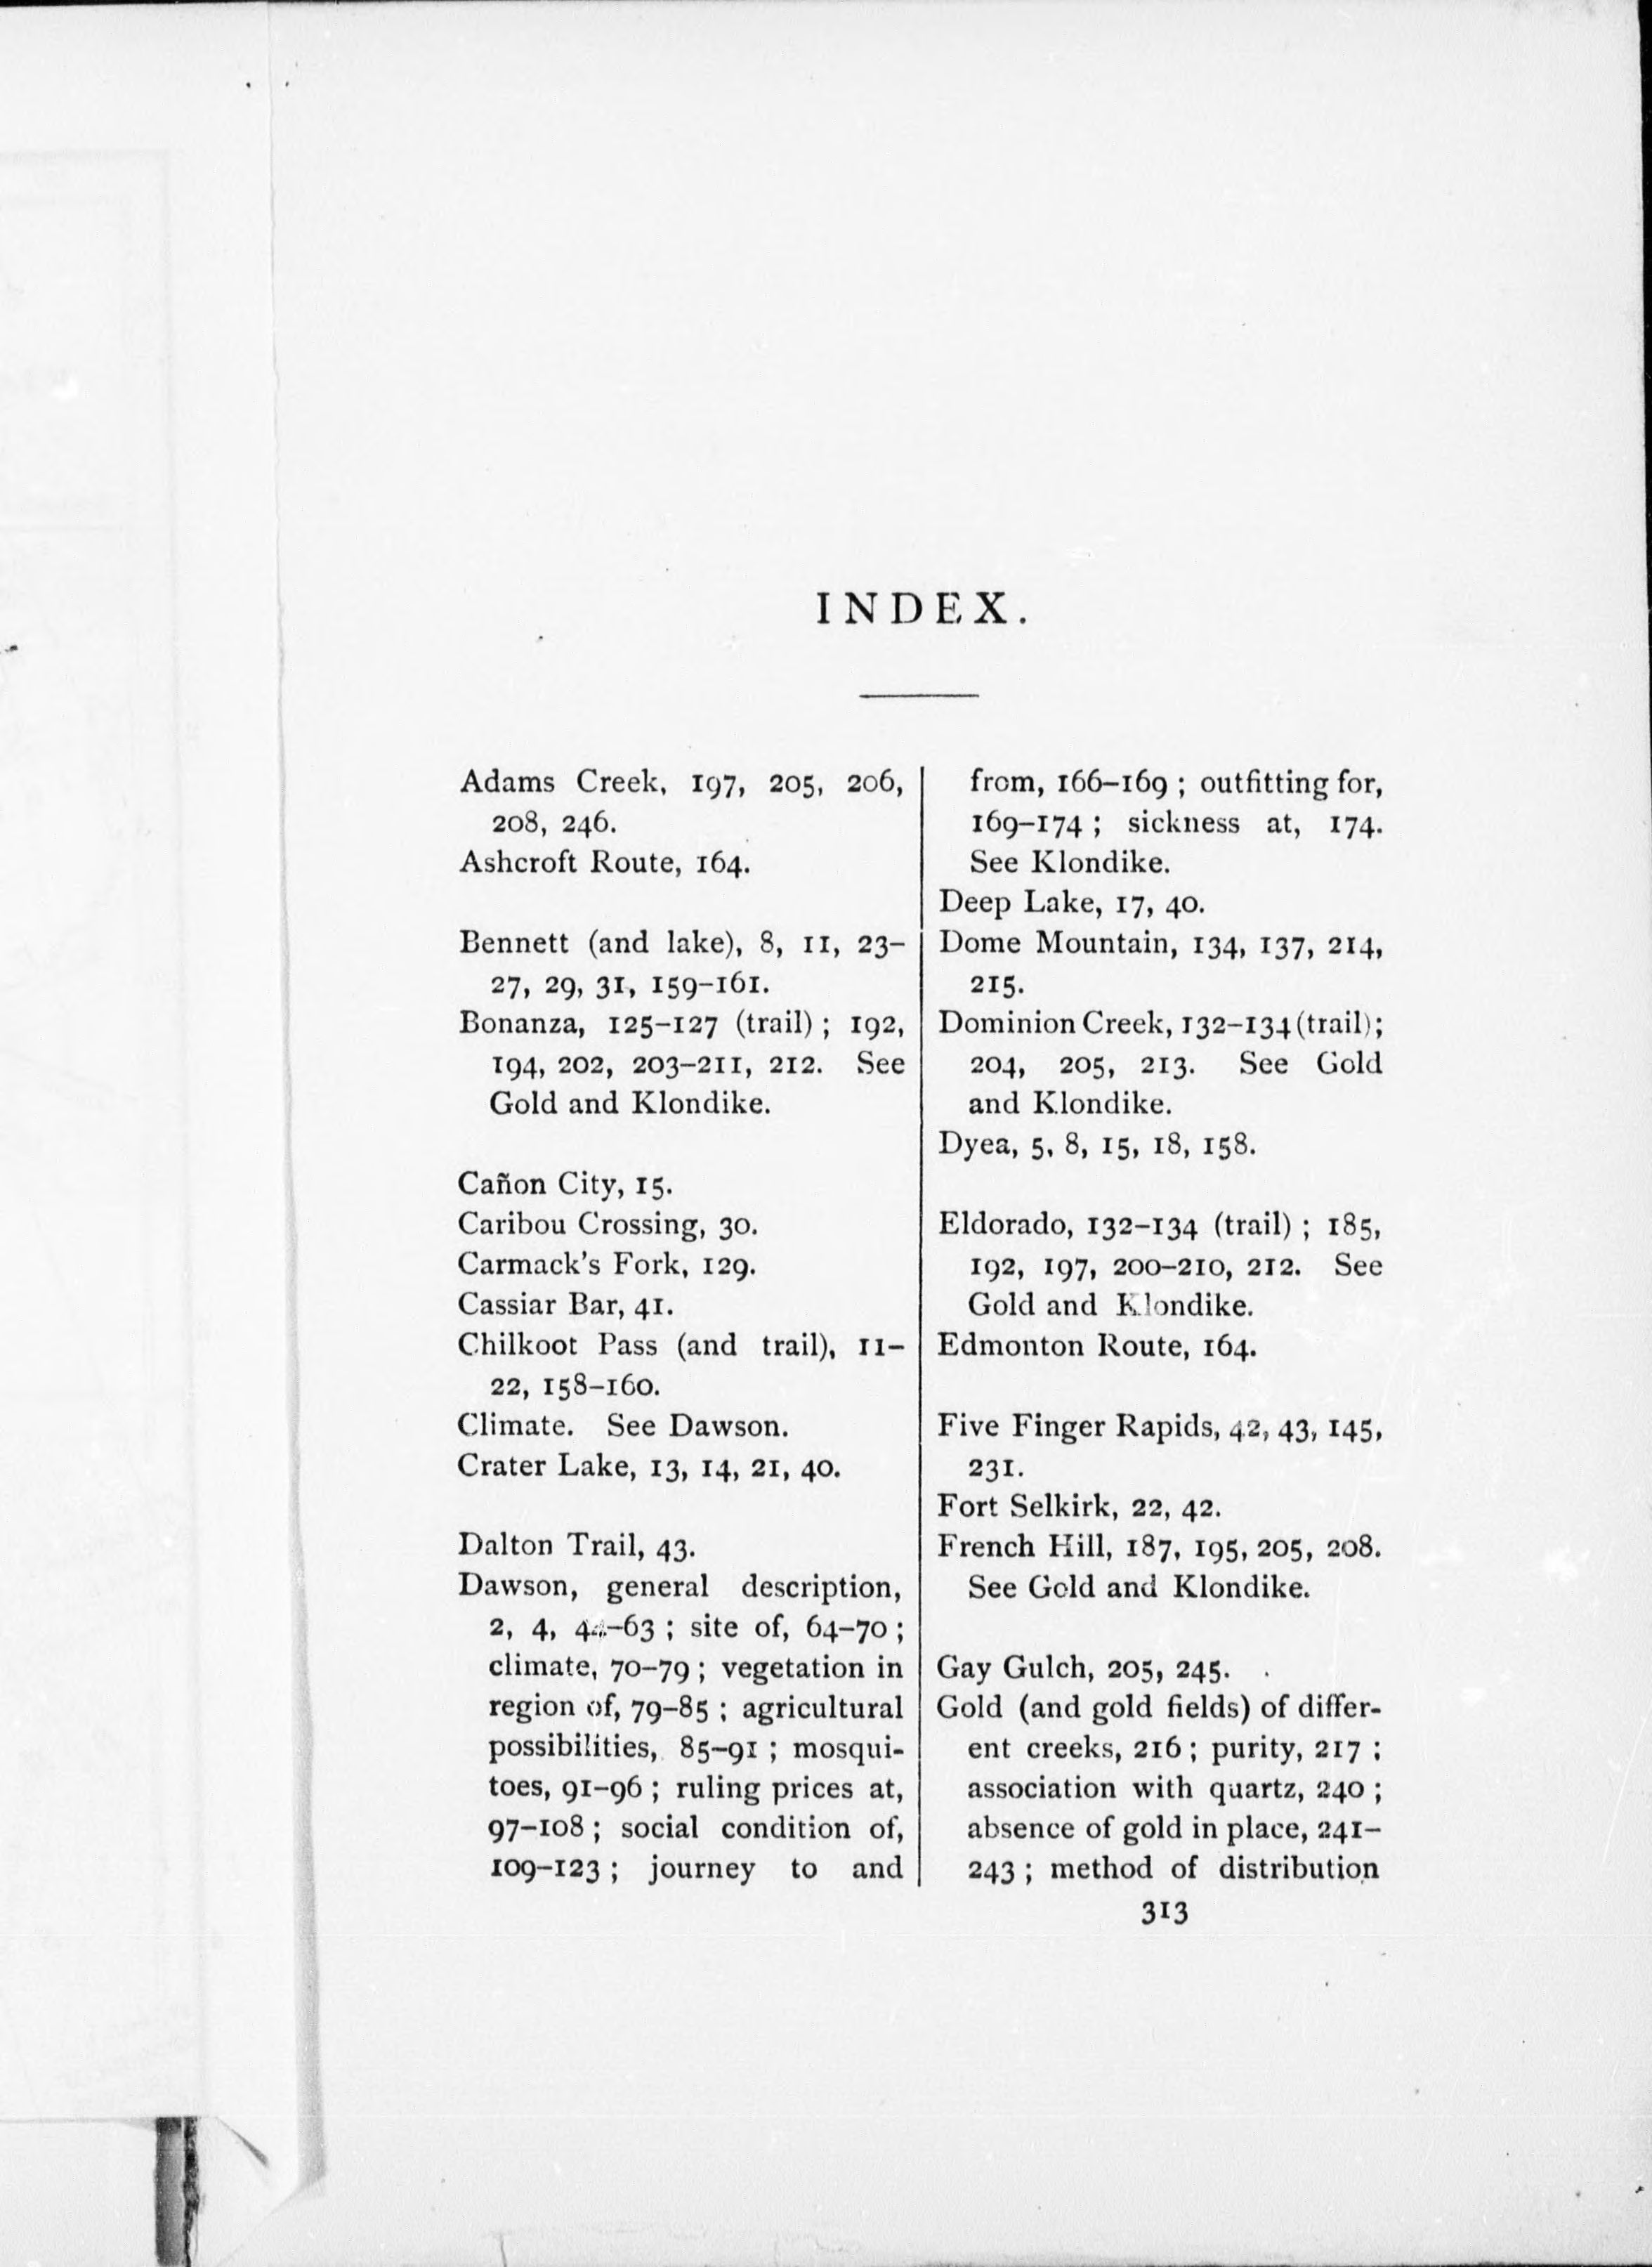 INDEX.
Adams Creek, 197, 205, 206,
208, 246.
Ashcroft Route, 164.
Bennett (and lake), 8, 11, 23–
27, 29, 31, 159–161.
Bonanza, 125–127 (trail) ; 192,
194, 202, 203–211, 212. See
Gold and Klondike.
Cañon City, 15.
Caribou Crossing, 30.
Carmack's Fork, 129.
Cassiar Bar, 41.
Chilkoot Pass (and trail), 11–
22, 158–160.
Climate. See Dawson.
Crater Lake, 13, 14, 21, 40.
Dalton Trail, 43.
Dawson, general description,
2, 4, ; site of, 64–70 ;
climate, 70–79 ; vegetation in
region of, 79–85 ; agricultural
possibilities, 85–91 ; mosqui-
toes, 91–96 ; ruling prices at,
97–108 ; social condition of,
109–123 ; journey to and
from, 166–169 ; outfitting for,
169–174 ; sickness at, 174.
See Klondike.
Deep Lake, 17, 40.
Dome Mountain, 134, 137, 214,
215.
Dominion Creek, 132–134 (trail) ;
204, 205, 213. See Gold
and Klondike.
Dyea, 5, 8, 15, 18, 158.
Eldorado, 132–134 (trail) ; 185,
192, 197, 200–210, 212. See
Gold and Klondike.
Edmonton Route, 164.
Five Finger Rapids, 42, 43, 145,
231.
Fort Selkirk, 22, 42.
French Hill, 187, 195, 205, 208.
See Gold and Klondike.
Gay Gulch, 205, 245.
Gold (and gold fields) of differ-
ent creeks, 216 ; purity, 217 ;
association with quartz, 240 ;
absence of gold in place, 241–
243 ; method of distribution
313